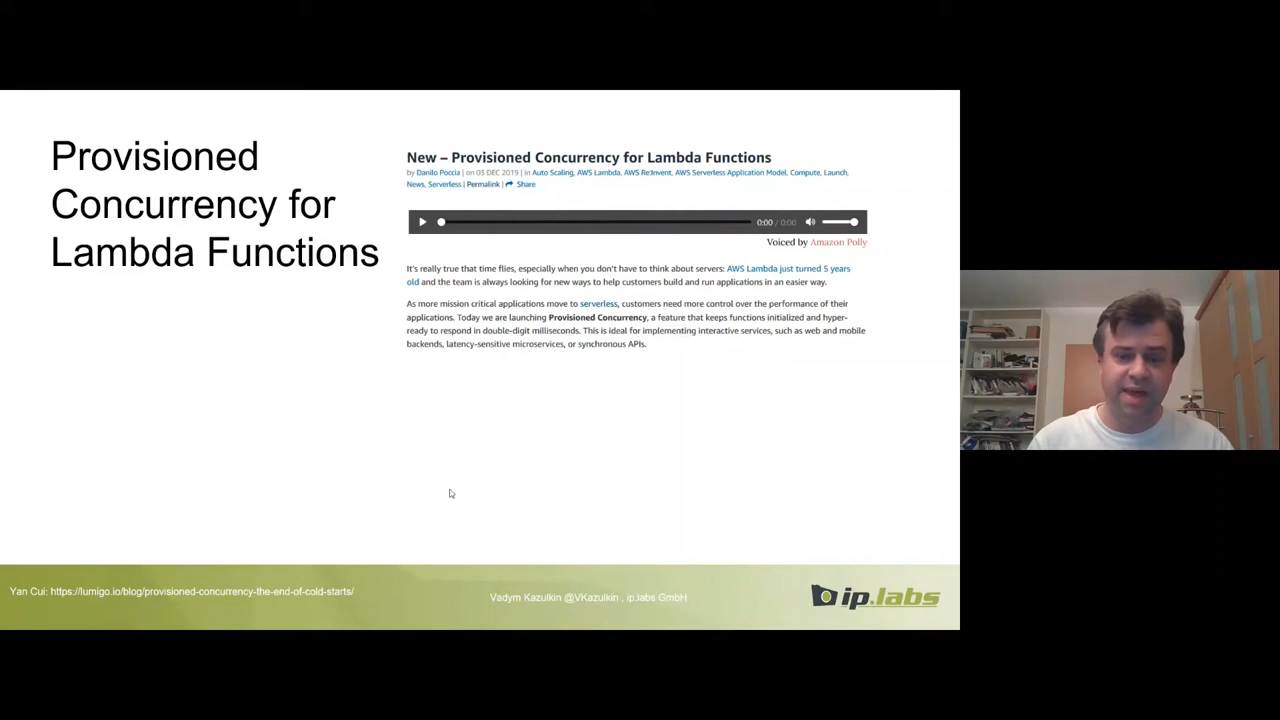 Provisioned
Concurrency for
Lambda Functions
New – Provisioned Concurrency for Lambda Functions
by Danilo Poccia | on 03 DEC 2019 | in Auto Scaling, AWS Lambda, AWS Re:Invent, AWS Serverless Application Model, Compute, Launch,
News, Serverless | Permalink | Share
0:00 / 0:00
Voiced by Amazon Polly
It's really true that time flies, especially when you don't have to think about servers: AWS Lambda just turned 5 years
old and the team is always looking for new ways to help customers build and run applications in an easier way.
As more mission critical applications move to serverless, customers need more control over the performance of their
applications. Today we are launching Provisioned Concurrency, a feature that keeps functions initialized and hyper-
ready to respond in double-digit milliseconds. This is ideal for implementing interactive services, such as web and mobile
backends, latency-sensitive microservices, or synchronous APIs.
Yan Cui: https://lumigo.io/blog/provisioned-concurrency-the-end-of-cold-starts/
Vadym Kazulkin @VKazulkin , ip.labs GmbH
ip.labs